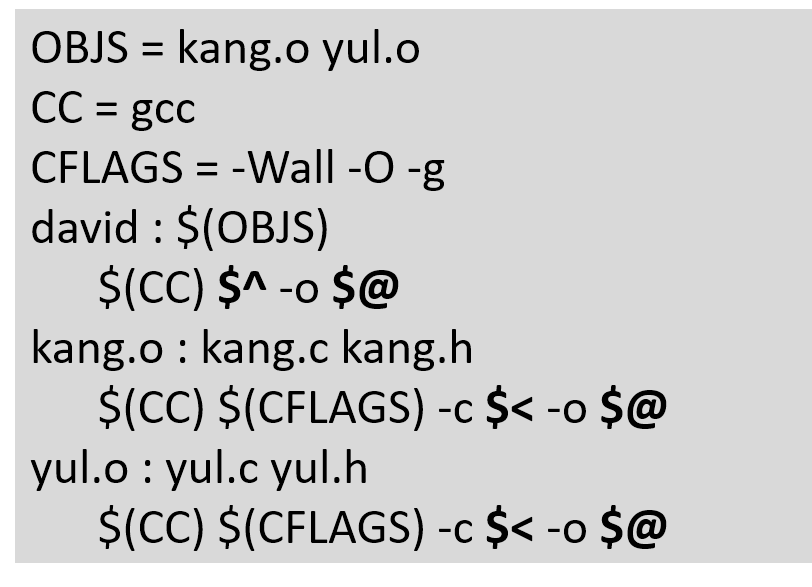 OBJS = kang.o yul.o
CC = gcc
CFLAGS = -Wall -O -g
david : $(OBJS)
$(CC) $^ -o $@
kang.o : kang.c kang.h
$(CC) $(CFLAGS) -c $< -o $@
yul.o : yul.c yul.h
$(CC) $(CFLAGS) -c $< -o $@